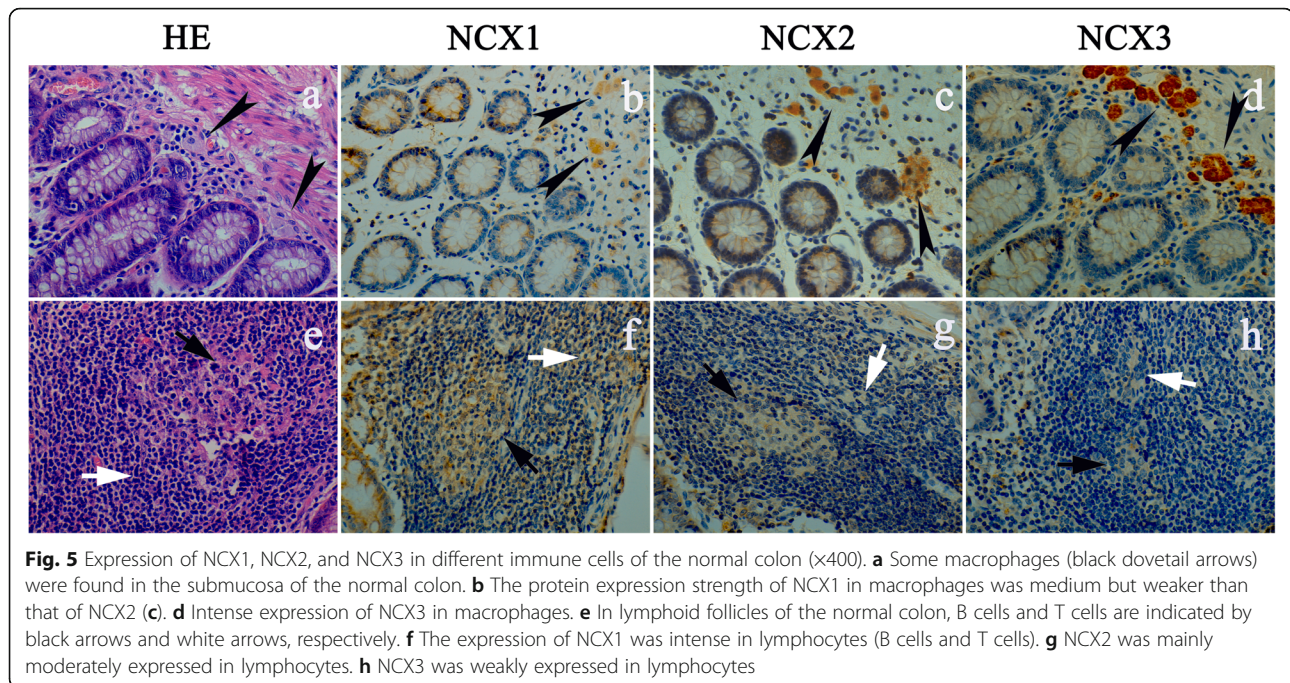 HE NCX1 NCX2 NCX3
a b c d
e f g h
Fig. 5 Expression of NCX1, NCX2, and NCX3 in different immune cells of the normal colon (×400). a Some macrophages (black dovetail arrows)
were found in the submucosa of the normal colon. b The protein expression strength of NCX1 in macrophages was medium but weaker than
that of NCX2 (c). d Intense expression of NCX3 in macrophages. e In lymphoid follicles of the normal colon, B cells and T cells are indicated by
black arrows and white arrows, respectively. f The expression of NCX1 was intense in lymphocytes (B cells and T cells). g NCX2 was mainly
moderately expressed in lymphocytes. h NCX3 was weakly expressed in lymphocytes